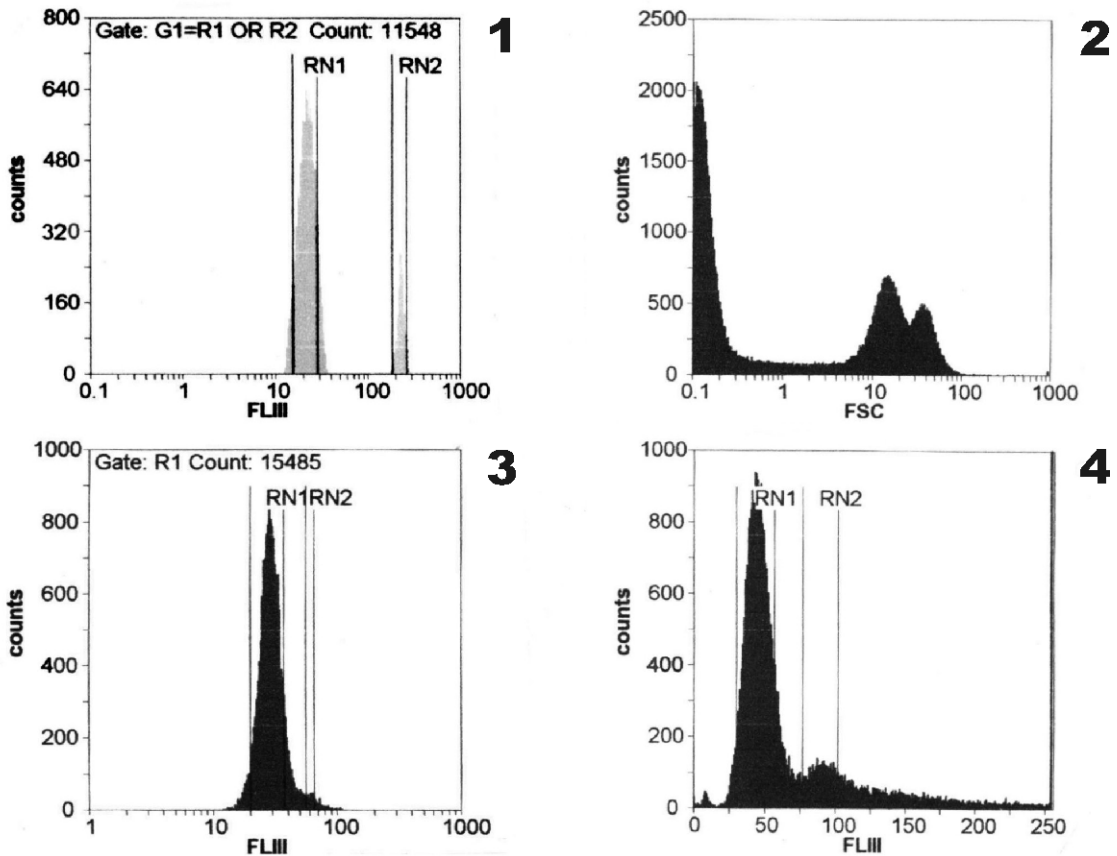 1
Gate: G1=R1 OR R2 Count: 11548
RN1 RN2
800
640
480
320
160
0
counts
0.1 1 10 100 1000
FLIII
2
2500
2000
1500
1000
500
0
counts
0.1 1 10 100 1000
FSC
3
Gate: R1 Count: 15485
RN1 RN2
1000
800
600
400
200
0
counts
1 10 100 1000
FLIII
4
RN1 RN2
1000
800
600
400
200
0
counts
0 50 100 150 200 250
FLIII